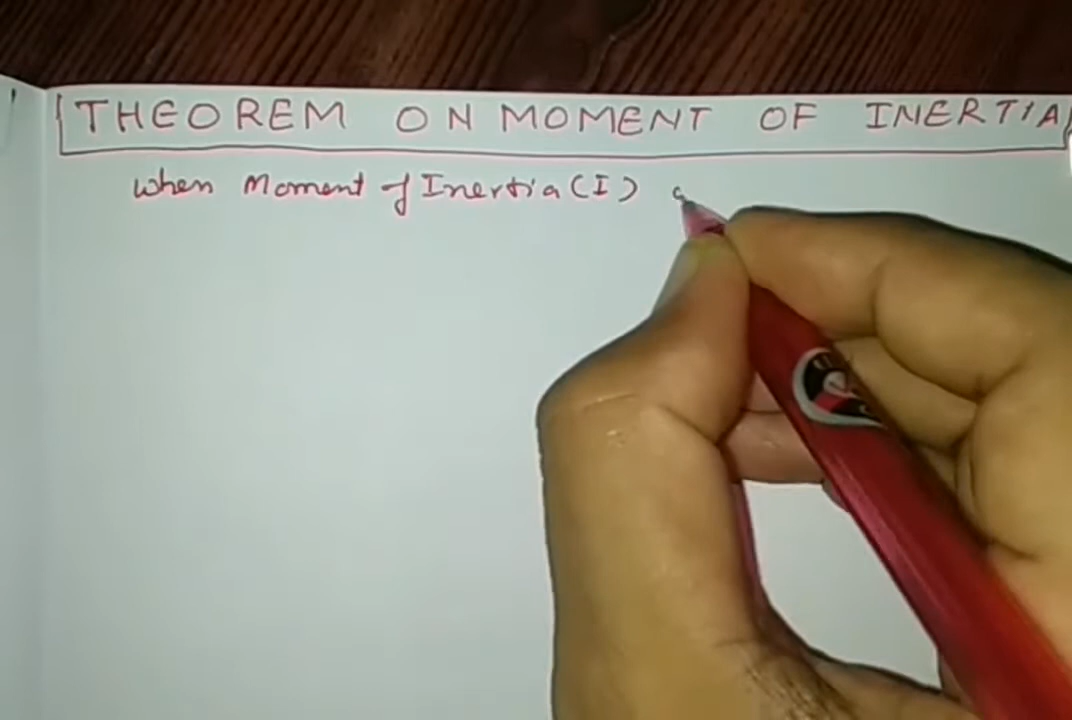 THEOREM ON MOMENT OF INERTIA
when Moment of Inertia (I)